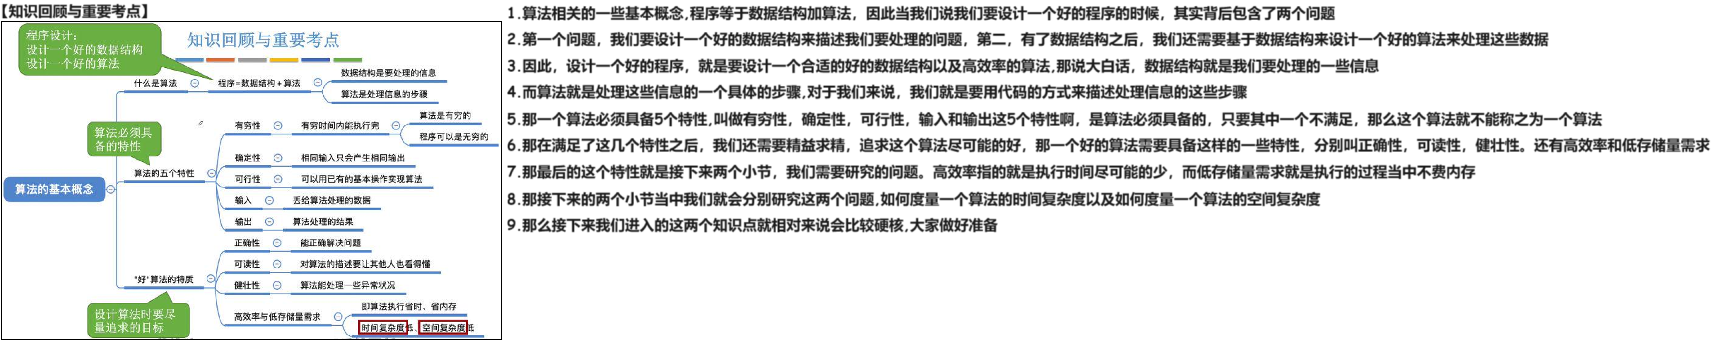 【知识回顾与重要考点】
程序设计：
设计一个好的数据结构
设计一个好的算法
知识回顾与重要考点
什么是算法
程序=数据结构+算法
数据结构是要处理的信息
算法是处理信息的步骤
算法必须具
备的特性
算法的基本概念
算法的五个特性
有穷性
有穷时间内能执行完
算法是有穷的
程序可以是无穷的
确定性
相同输入只会产生相同输出
可行性
可以用已有的基本操作实现算法
输入
丢给算法处理的数据
输出
算法处理的结果
"好"算法的特质
正确性
能正确解决问题
可读性
对算法的描述要让其他人也看得懂
健壮性
算法能处理一些异常状况
高效率与低存储量需求
即算法执行省时、省内存
时间复杂度低、空间复杂度低
设计算法时要尽
量追求的目标
1.算法相关的一些基本概念,程序等于数据结构加算法，因此当我们说我们要设计一个好的程序的时候，其实背后包含了两个问题
2.第一个问题，我们要设计一个好的数据结构来描述我们要处理的问题，第二，有了数据结构之后，我们还需要基于数据结构来设计一个好的算法来处理这些数据
3.因此，设计一个好的程序，就是要设计一个合适的好的数据结构以及高效率的算法,那说大白话，数据结构就是我们要处理的一些信息
4.而算法就是处理这些信息的一个具体的步骤,对于我们来说，我们就是要用代码的方式来描述处理信息的这些步骤
5.那一个算法必须具备5个特性,叫做有穷性，确定性，可行性，输入和输出这5个特性啊，是算法必须具备的，只要其中一个不满足，那么这个算法就不能称之为一个算法
6.那在满足了这几个特性之后，我们还需要精益求精，追求这个算法尽可能的好，那一个好的算法需要具备这样的一些特性，分别叫正确性，可读性，健壮性。还有高效率和低存储量需求
7.那最后的这个特性就是接下来两个小节，我们需要研究的问题。高效率指的就是执行时间尽可能的少，而低存储量需求就是执行的过程当中不费内存
8.那接下来的两个小节当中我们就会分别研究这两个问题,如何度量一个算法的时间复杂度以及如何度量一个算法的空间复杂度
9.那么接下来我们进入的这两个知识点就相对来说会比较硬核,大家做好准备